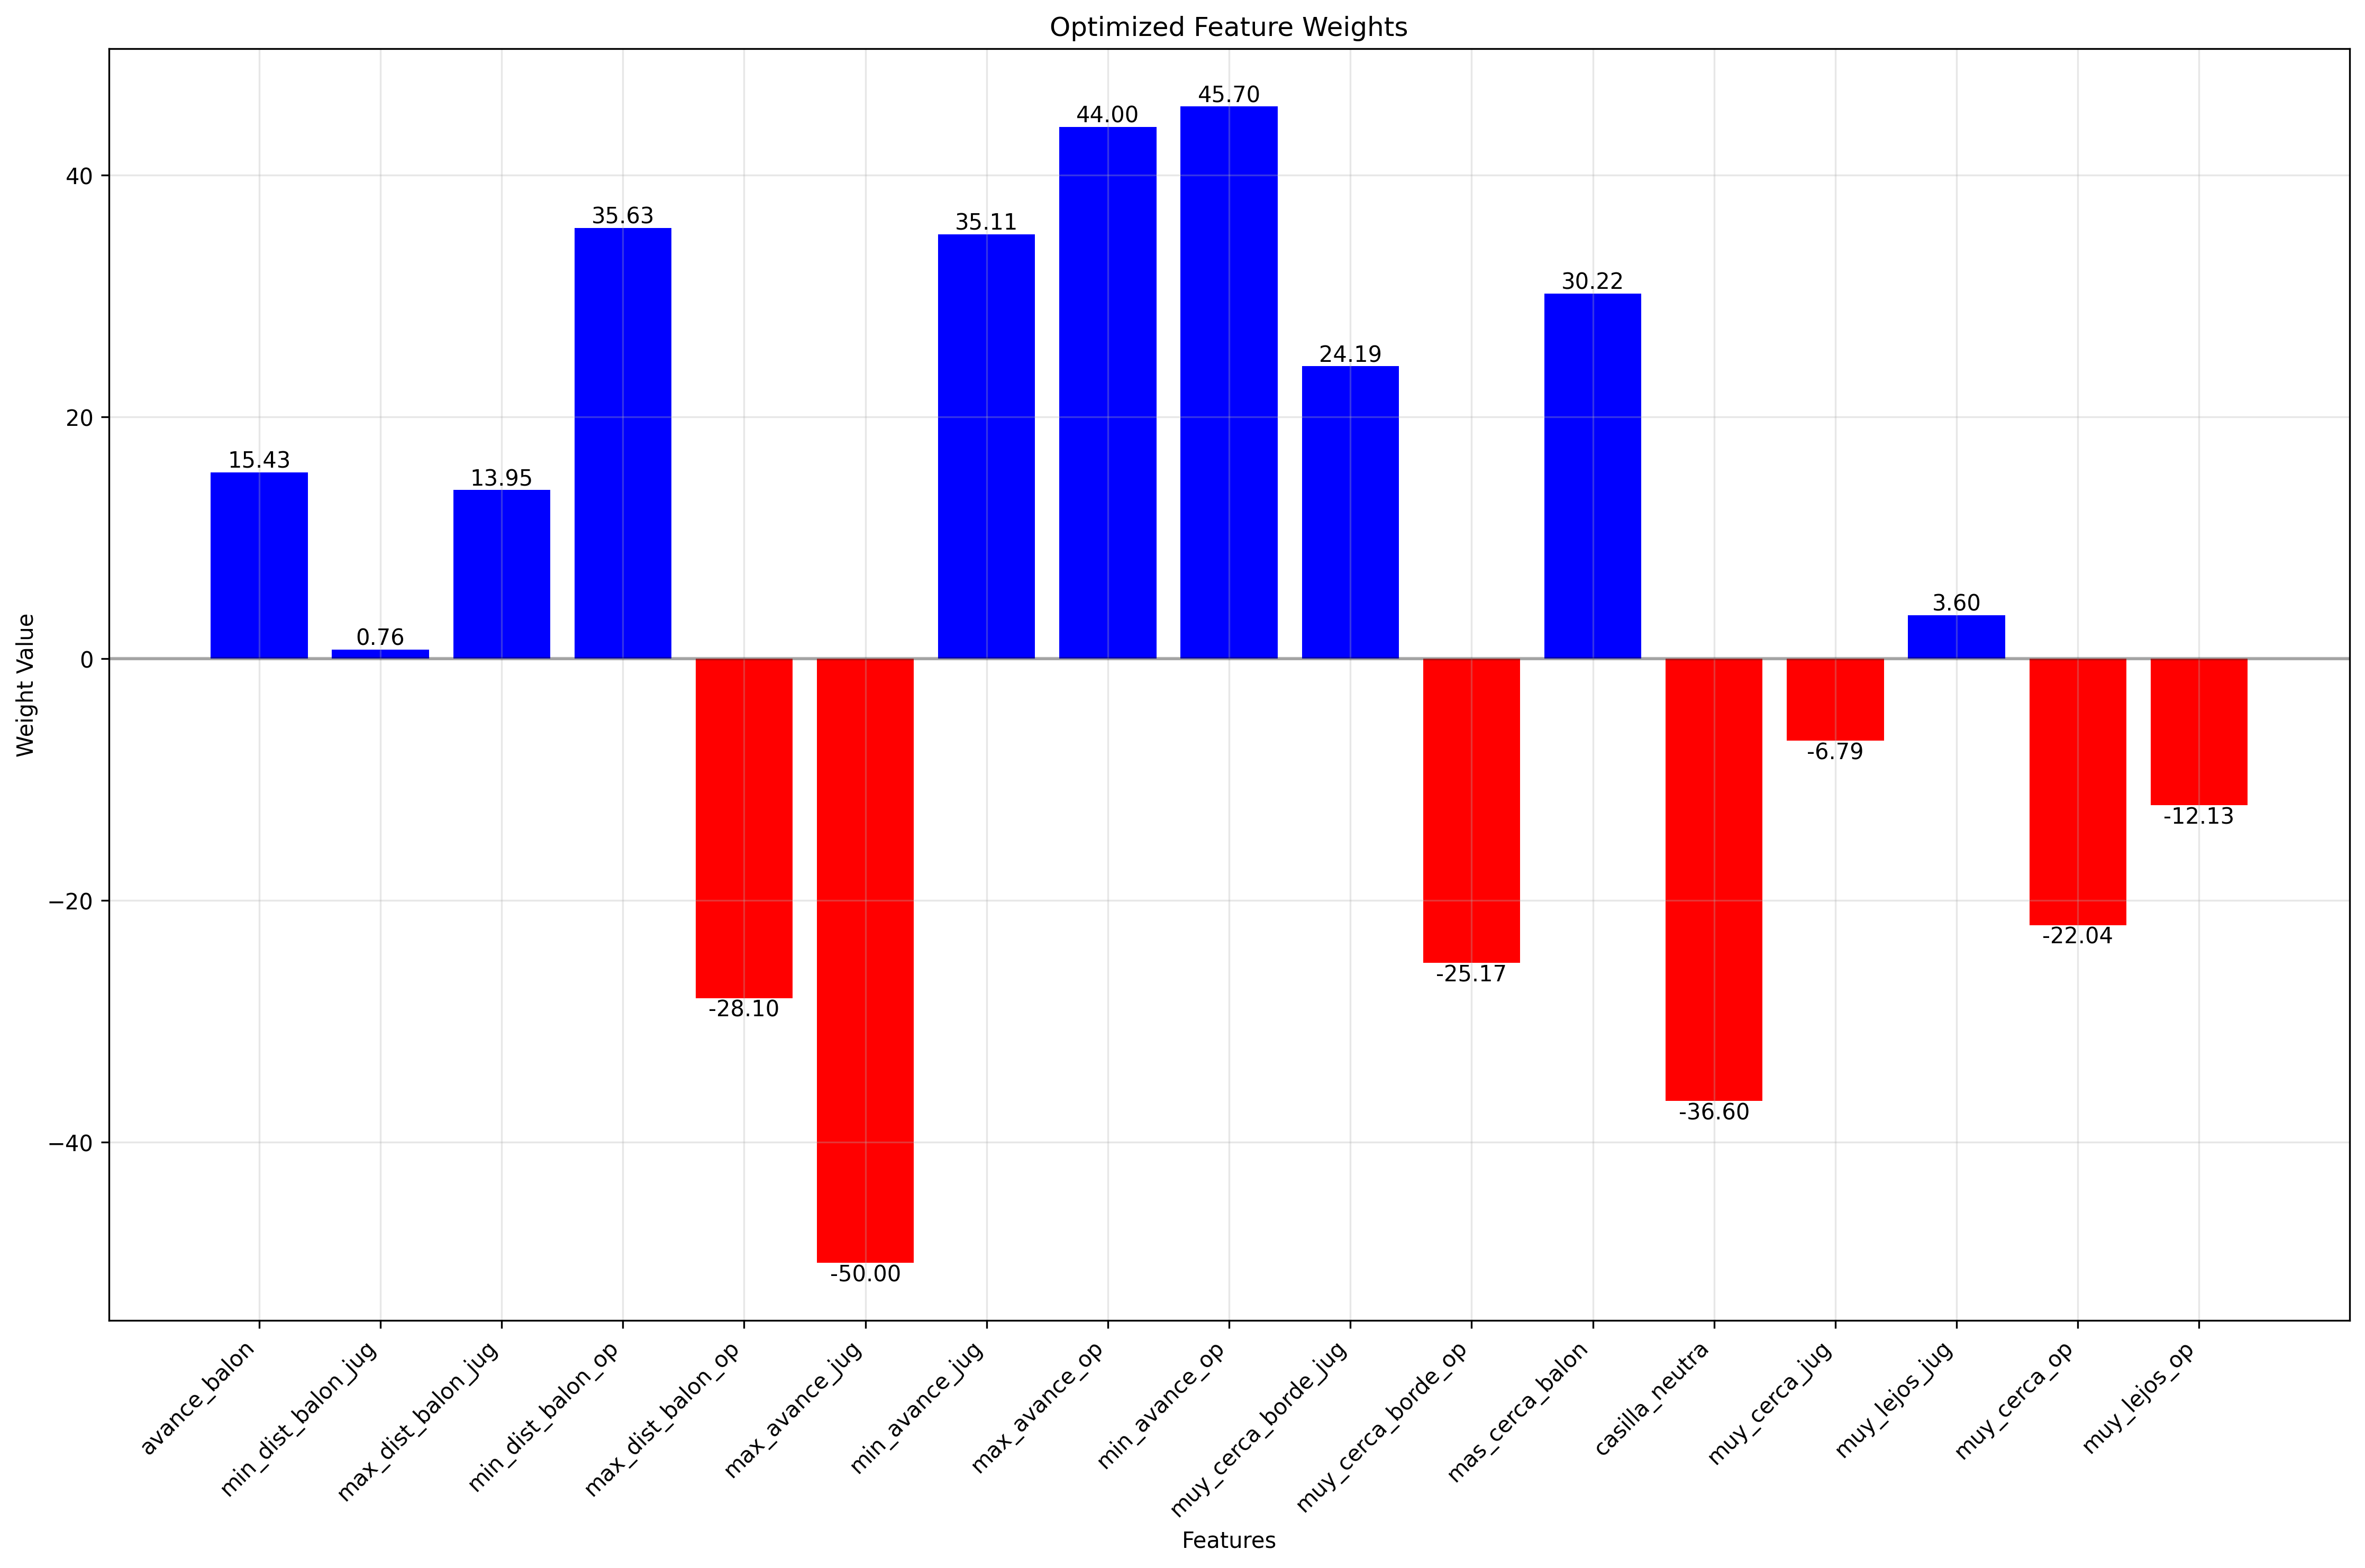 Optimized Feature Weights
Weight Value
40
20
0
−20
−40
15.43
0.76
13.95
35.63
-28.10
-50.00
35.11
44.00
45.70
24.19
-25.17
30.22
-36.60
-6.79
3.60
-22.04
-12.13
avance_balon
min_dist_balon_jug
max_dist_balon_jug
min_dist_balon_op
max_dist_balon_op
max_avance_jug
min_avance_jug
max_avance_op
min_avance_op
muy_cerca_borde_jug
muy_cerca_borde_op
mas_cerca_balon
casilla_neutra
muy_cerca_jug
muy_lejos_jug
muy_cerca_op
muy_lejos_op
Features